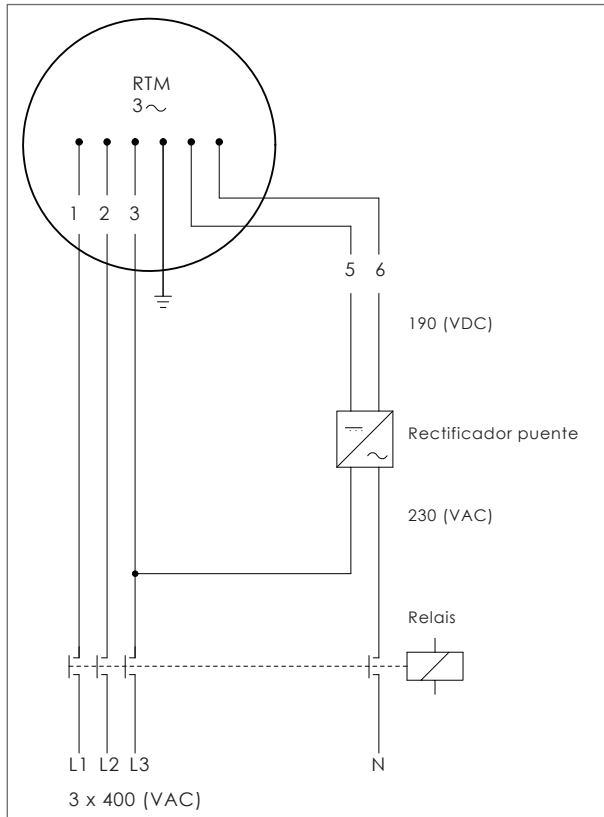 RTM
3~
1 2 3
5 6
190 (VDC)
Rectificador puente
230 (VAC)
Relais
L1 L2 L3 N
3 x 400 (VAC)